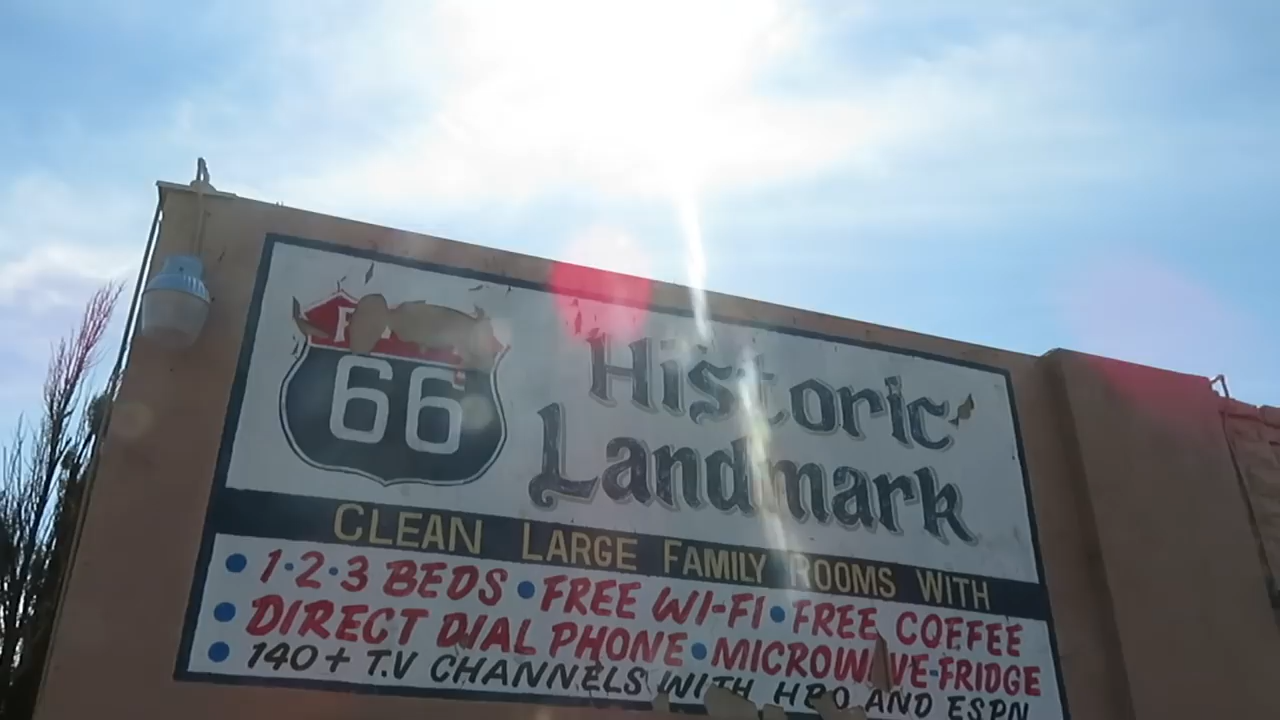 66
Historic
Landmark
CLEAN LARGE FAMILY ROOMS WITH
• 1·2·3 BEDS • FREE WI-FI • FREE COFFEE
• DIRECT DIAL PHONE • MICROWAVE-FRIDGE
• 140+ T.V CHANNELS WITH HBO AND ESPN